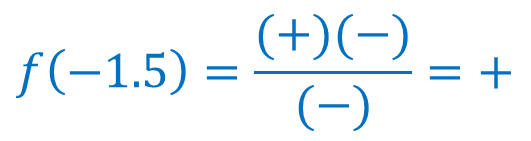 f(−1.5) = (+)(−)/(−) = +